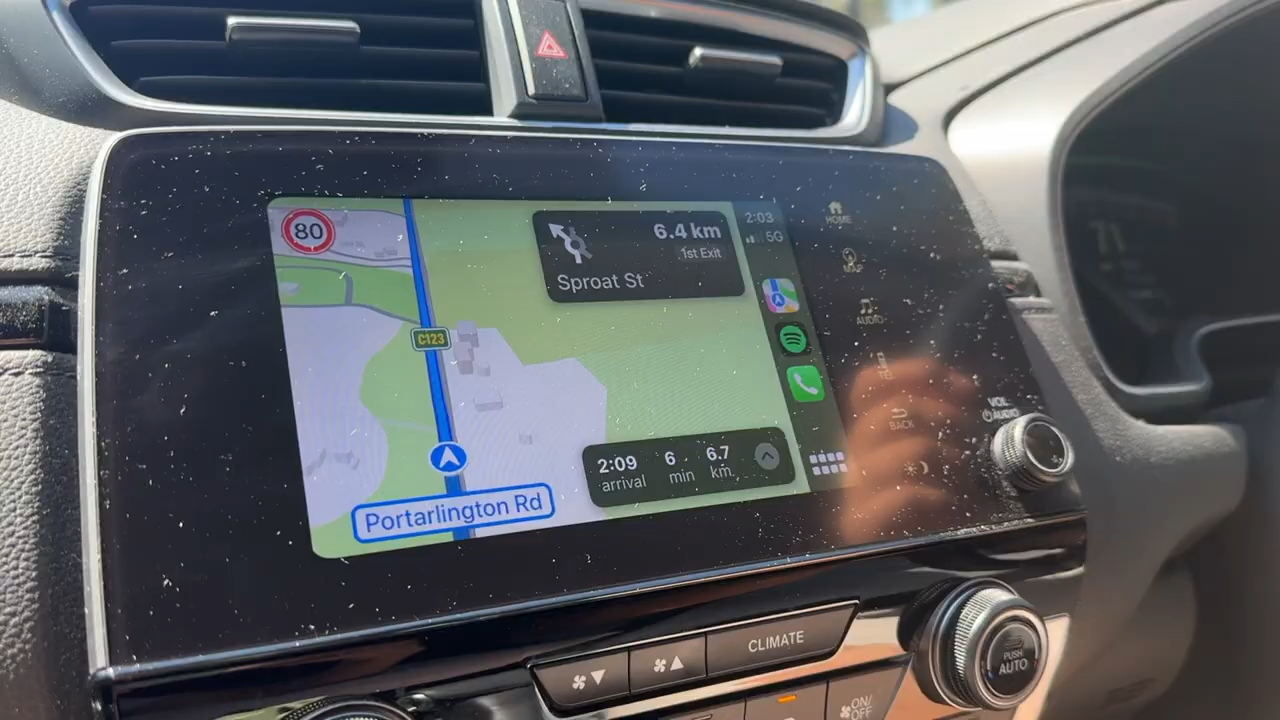 80
6.4 km
1st Exit
Sproat St
2:03
5G
C123
2:09 6 6.7
arrival min km
Portarlington Rd
HOME
MAP
AUDIO
TEL
BACK
VOL
AUDIO
CLIMATE
PUSH
AUTO
ON/
OFF